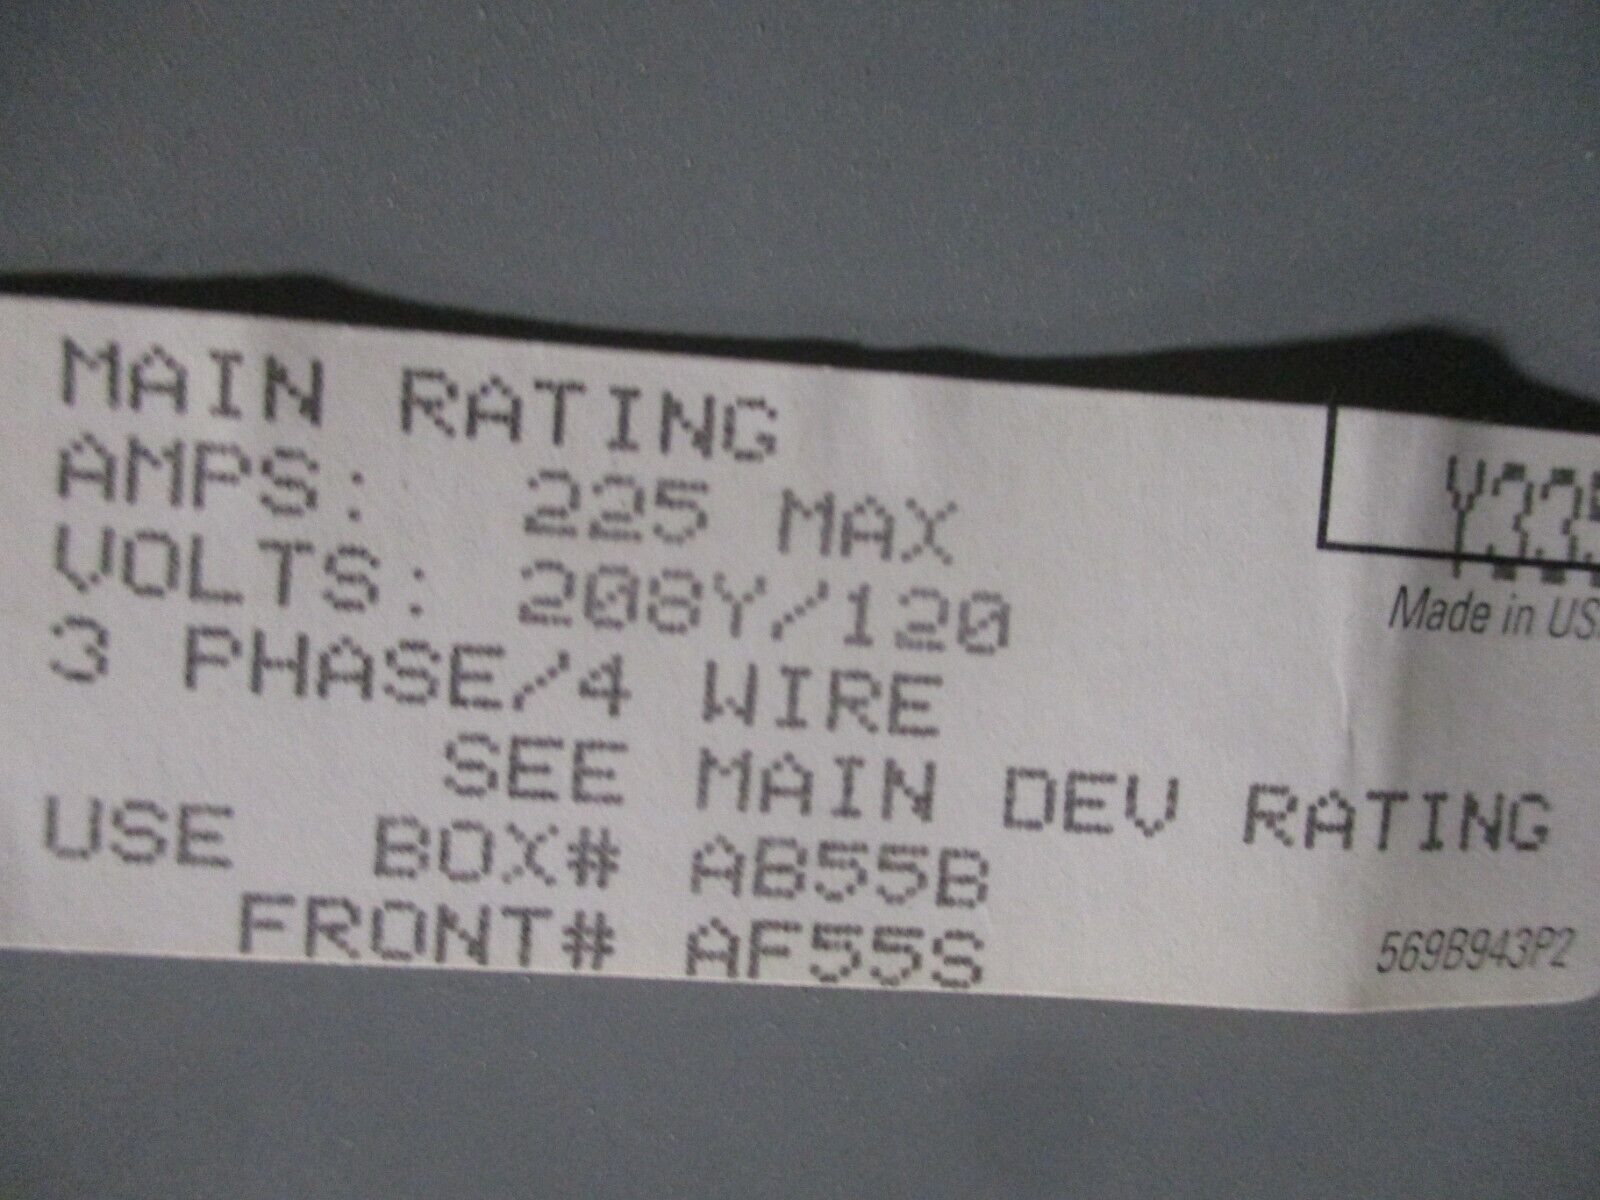 MAIN RATING
AMPS: 225 MAX
VOLTS: 208Y/120
3 PHASE/4 WIRE
SEE MAIN DEV RATING
USE BOX# AB55B
FRONT# AF55S
Made in
569B943P2